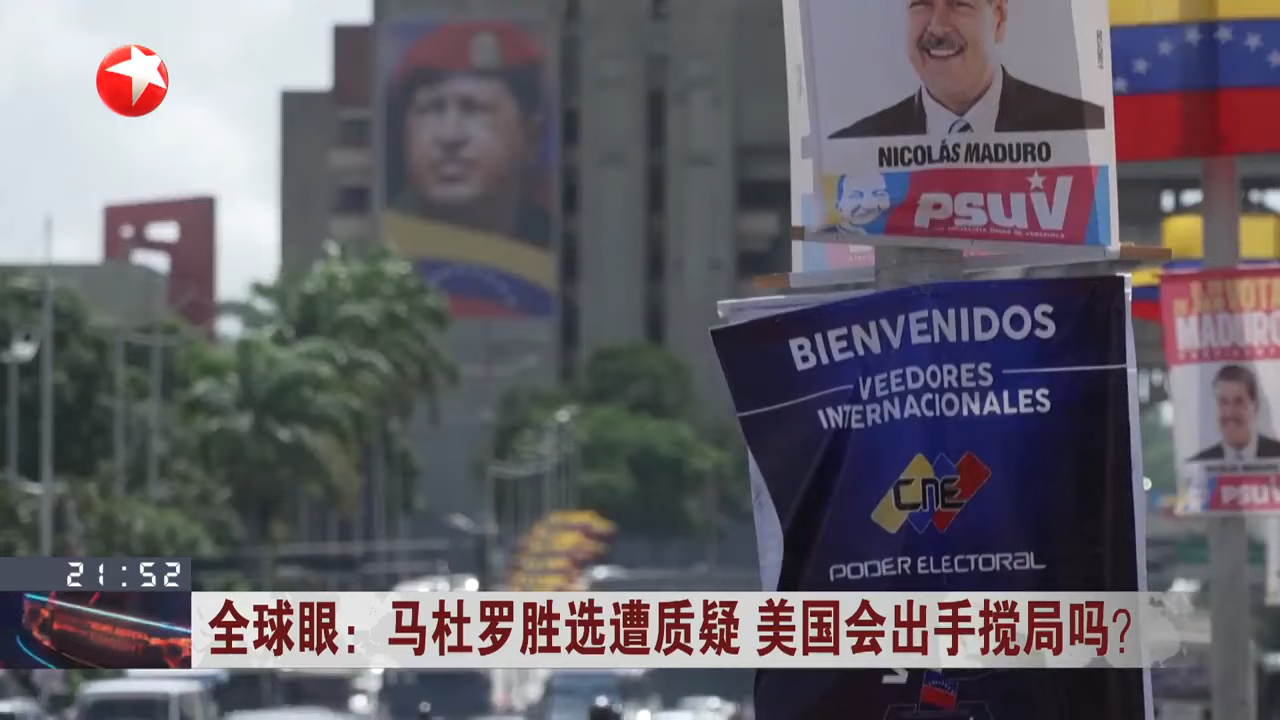 NICOLÁS MADURO
PSUV
BIENVENIDOS
VEEDORES
INTERNACIONALES
CNE
PODER ELECTORAL
MADURO
PSU
21:52
全球眼：马杜罗胜选遭质疑 美国会出手搅局吗?